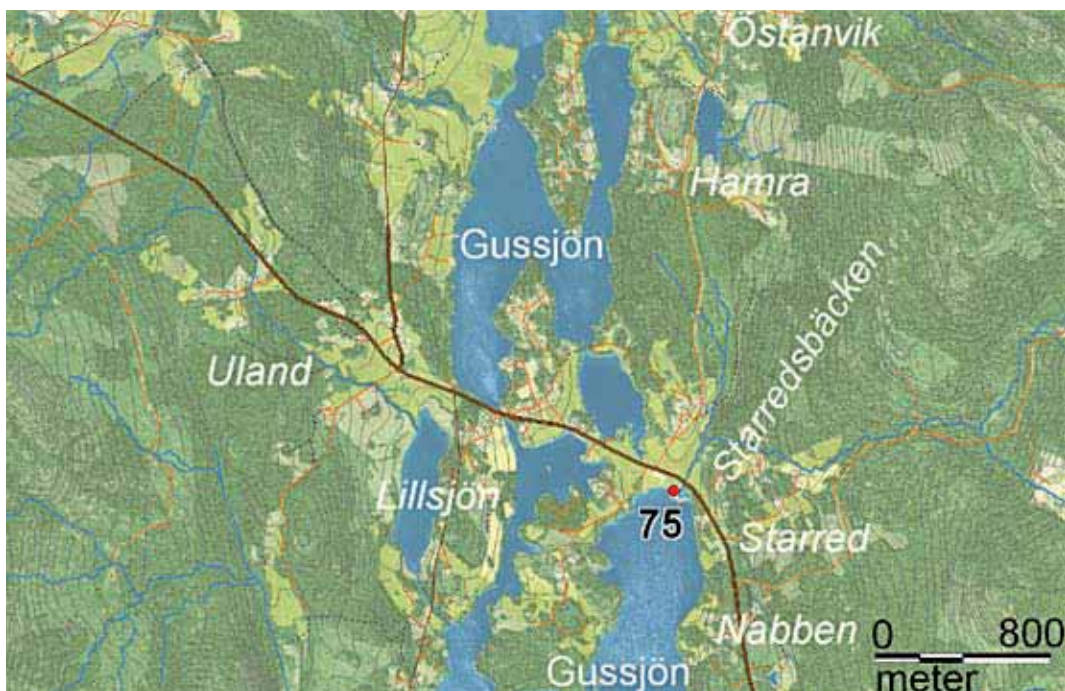 Östanvik
Hamra
Gussjön
Starredsbäcken
Uland
Lillsjön
75
Starred
Nabben
0 800
meter
Gussjön